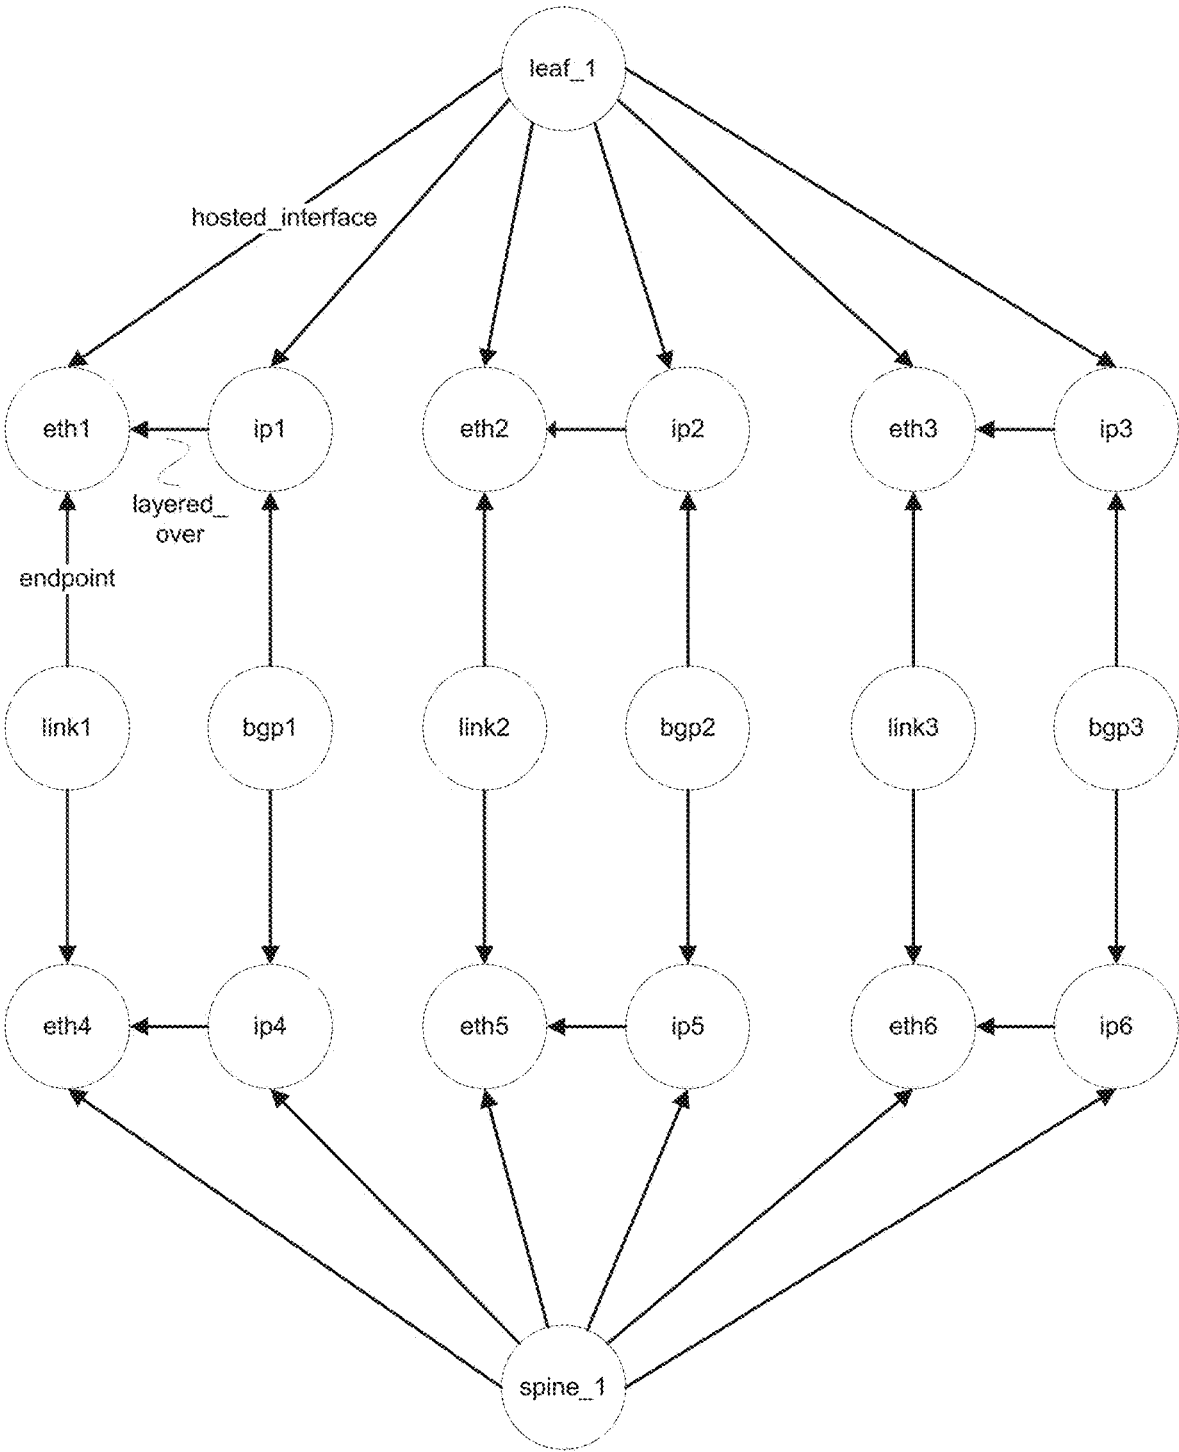 leaf_1
hosted_interface
eth1
ip1
eth2
ip2
eth3
ip3
layered_
over
endpoint
link1
bgp1
link2
bgp2
link3
bgp3
eth4
ip4
eth5
ip5
eth6
ip6
spine_1